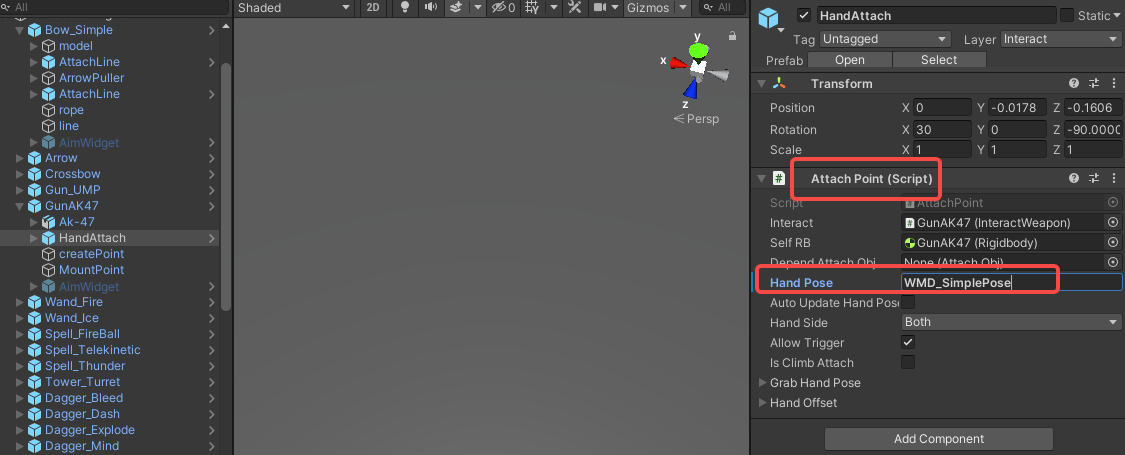 All
Bow_Simple
model
AttachLine
ArrowPuller
AttachLine
rope
line
AimWidget
Arrow
Crossbow
Gun_UMP
GunAK47
Ak-47
HandAttach
createPoint
MountPoint
AimWidget
Wand_Fire
Wand_Ice
Spell_FireBall
Spell_Telekinetic
Spell_Thunder
Tower_Turret
Dagger_Bleed
Dagger_Dash
Dagger_Explode
Dagger_Mind
Shaded 2D 0 Gizmos All
y
x
z
Persp
HandAttach Static
Tag Untagged Layer Interact
Prefab Open Select
Transform
Position X 0 Y -0.0178 Z -0.1606
Rotation X 30 Y 0 Z -90.0000
Scale X 1 Y 1 Z 1
# Attach Point (Script)
Script # AttachPoint
Interact # GunAK47 (InteractWeapon)
Self RB GunAK47 (Rigidbody)
Depend Attach Obj None (Attach Obj)
Hand Pose WMD_SimplePose
Auto Update Hand Pose
Hand Side Both
Allow Trigger
Is Climb Attach
Grab Hand Pose
Hand Offset
Add Component